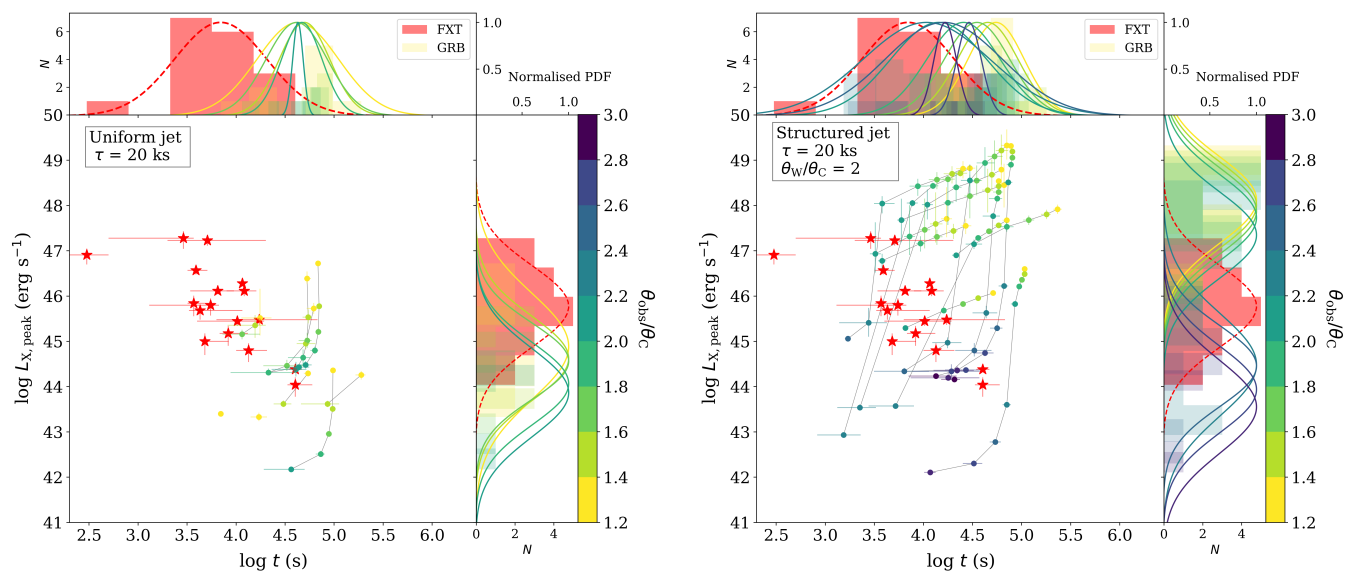 6
4
2
50
N
FXT
GRB
1.0
0.5
Normalised PDF
0.5 1.0
Uniform jet
τ = 20 ks
49
48
47
46
45
44
43
42
41
log L_X, peak (erg s⁻¹)
2.5 3.0 3.5 4.0 4.5 5.0 5.5 6.0
log t (s)
0 2 4
N
3.0
2.8
2.6
2.4
2.2
2.0
1.8
1.6
1.4
1.2
θ_obs/θ_C
6
4
2
50
N
FXT
GRB
1.0
0.5
Normalised PDF
0.5 1.0
Structured jet
τ = 20 ks
θ_W/θ_C = 2
49
48
47
46
45
44
43
42
41
log L_X, peak (erg s⁻¹)
2.5 3.0 3.5 4.0 4.5 5.0 5.5 6.0
log t (s)
0 2 4
N
3.0
2.8
2.6
2.4
2.2
2.0
1.8
1.6
1.4
1.2
θ_obs/θ_C